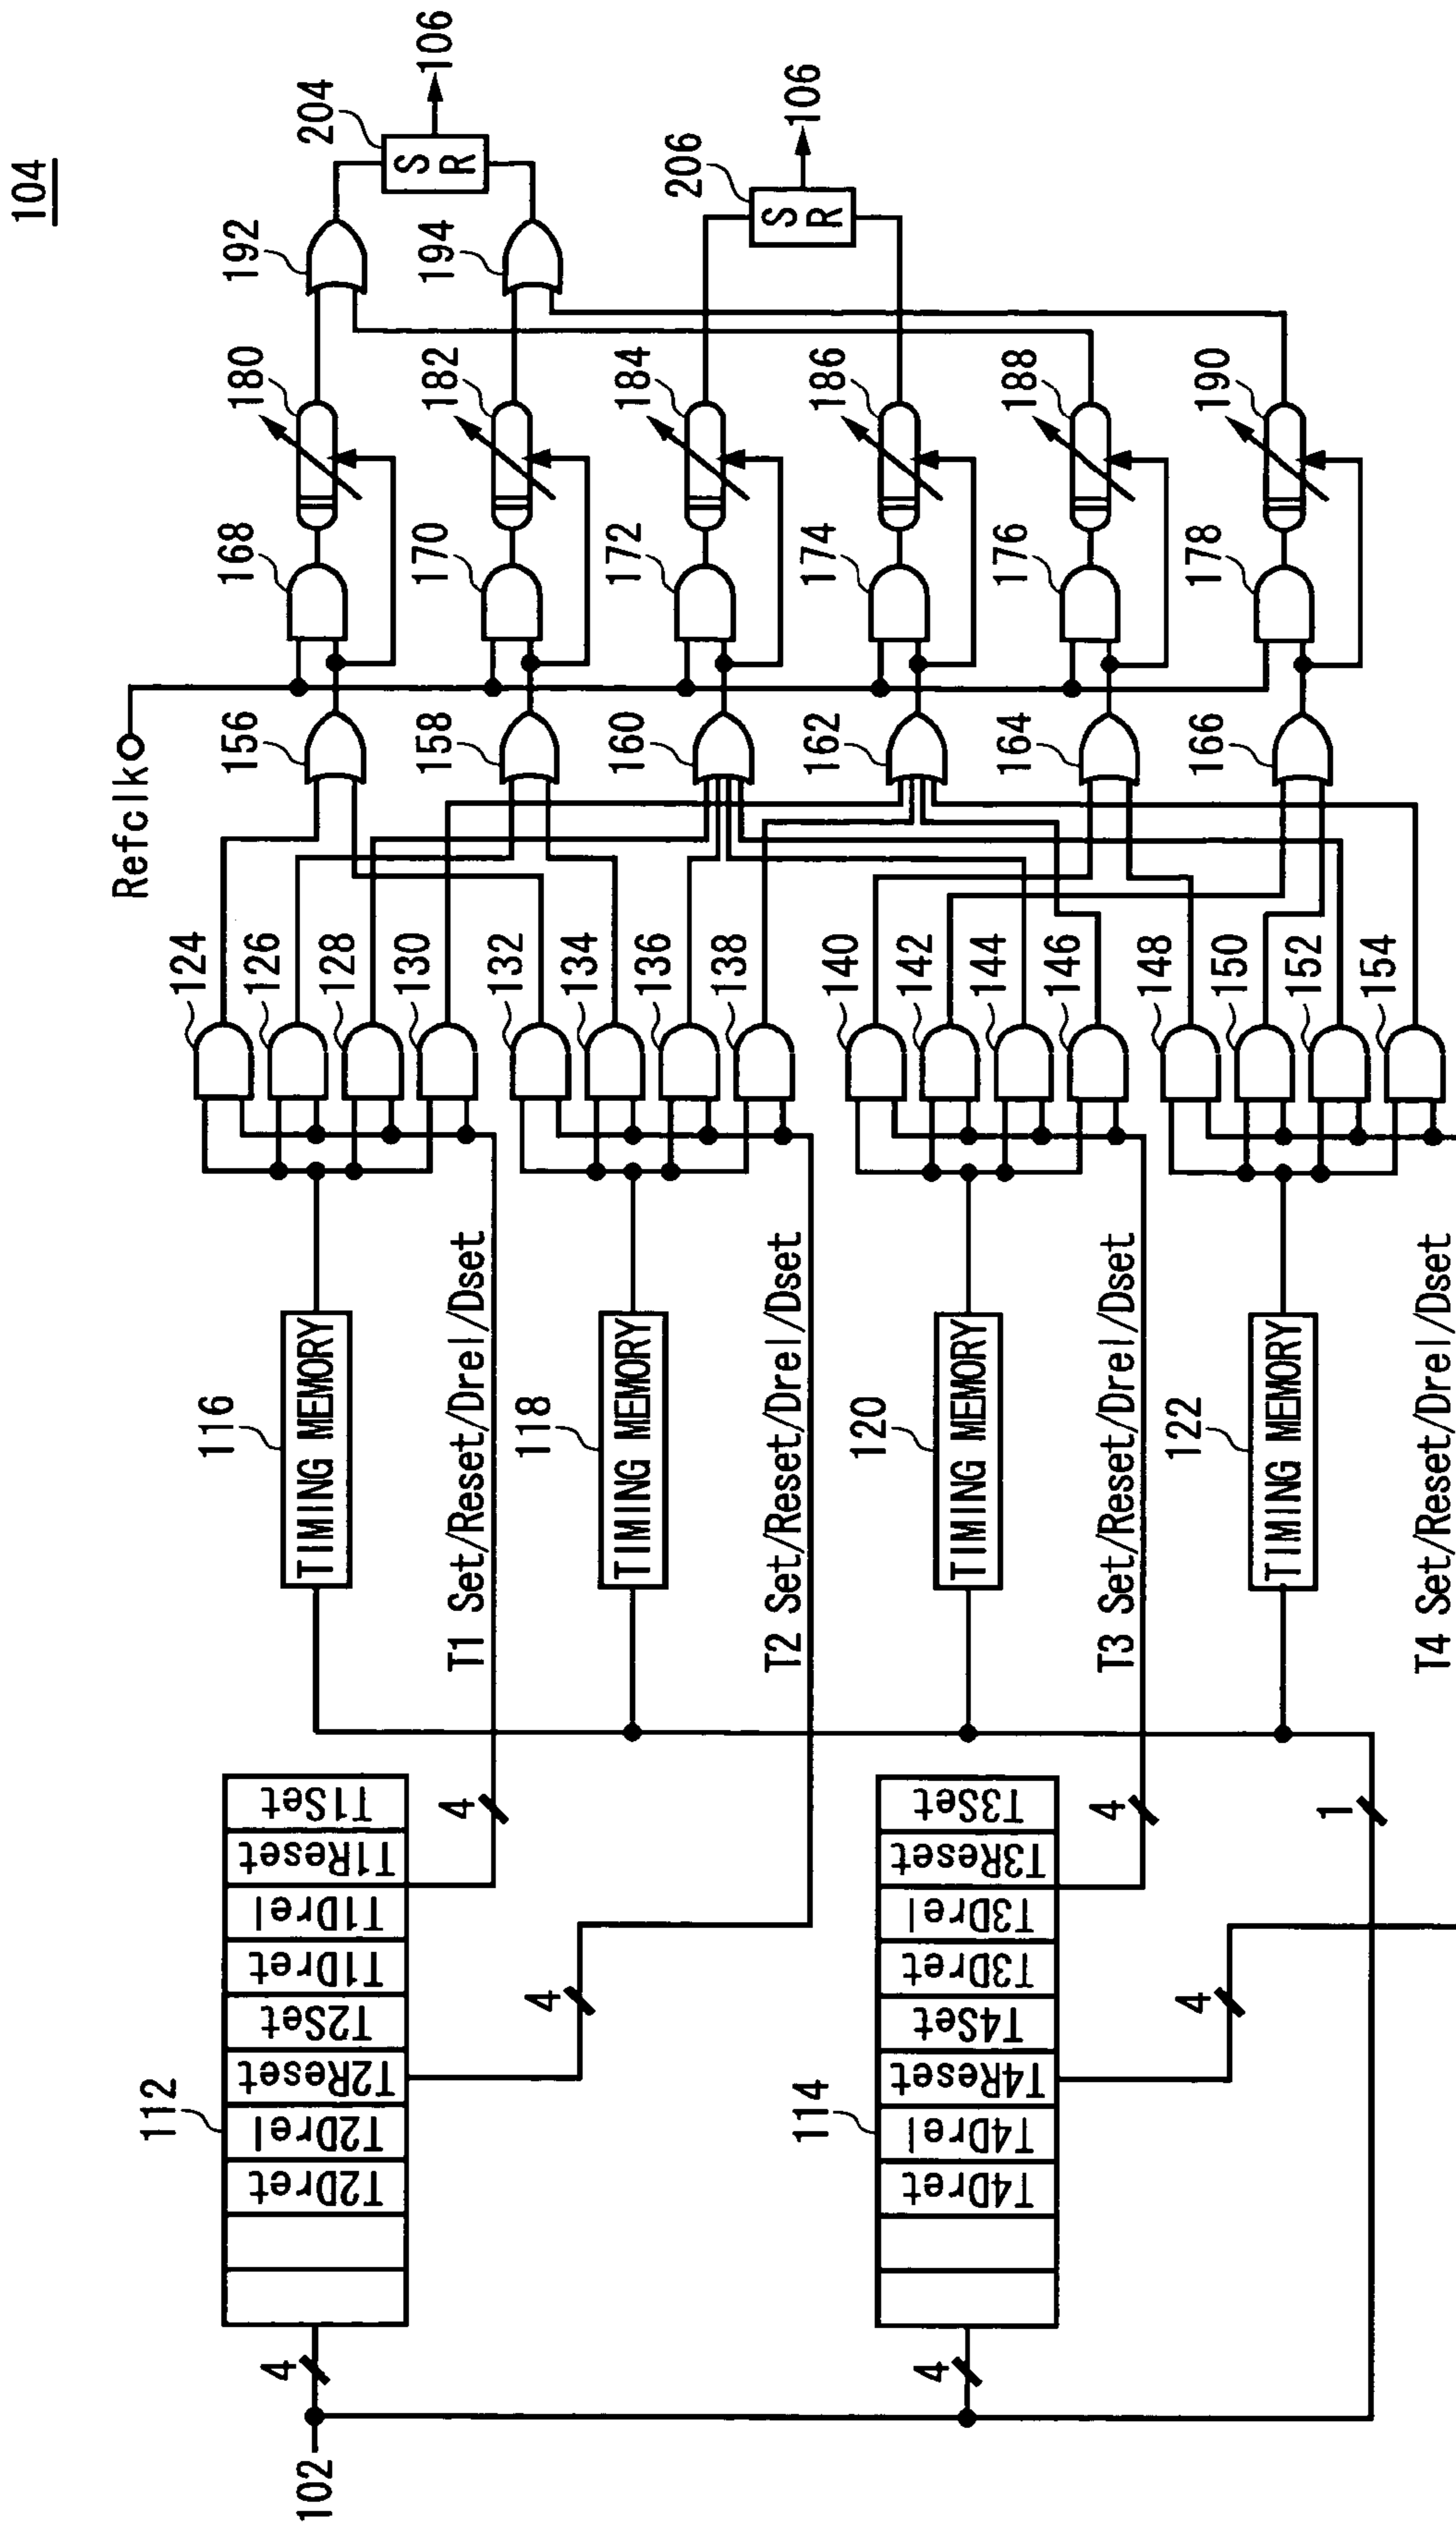 104
102
4
112
T2Dret
T2Drel
T2Reset
T2Set
T1Dret
T1Drel
T1Reset
T1Set
4
4
T1 Set/Reset/Drel/Dset
T2 Set/Reset/Drel/Dset
4
114
T4Dret
T4Drel
T4Reset
T4Set
T3Dret
T3Drel
T3Reset
T3Set
4
4
T3 Set/Reset/Drel/Dset
T4 Set/Reset/Drel/Dset
1
116
TIMING MEMORY
118
TIMING MEMORY
120
TIMING MEMORY
122
TIMING MEMORY
124
126
128
130
132
134
136
138
140
142
144
146
148
150
152
154
Refclk
156
158
160
162
164
166
168
170
172
174
176
178
180
182
184
186
188
190
192
194
204
S
R
106
206
S
R
106